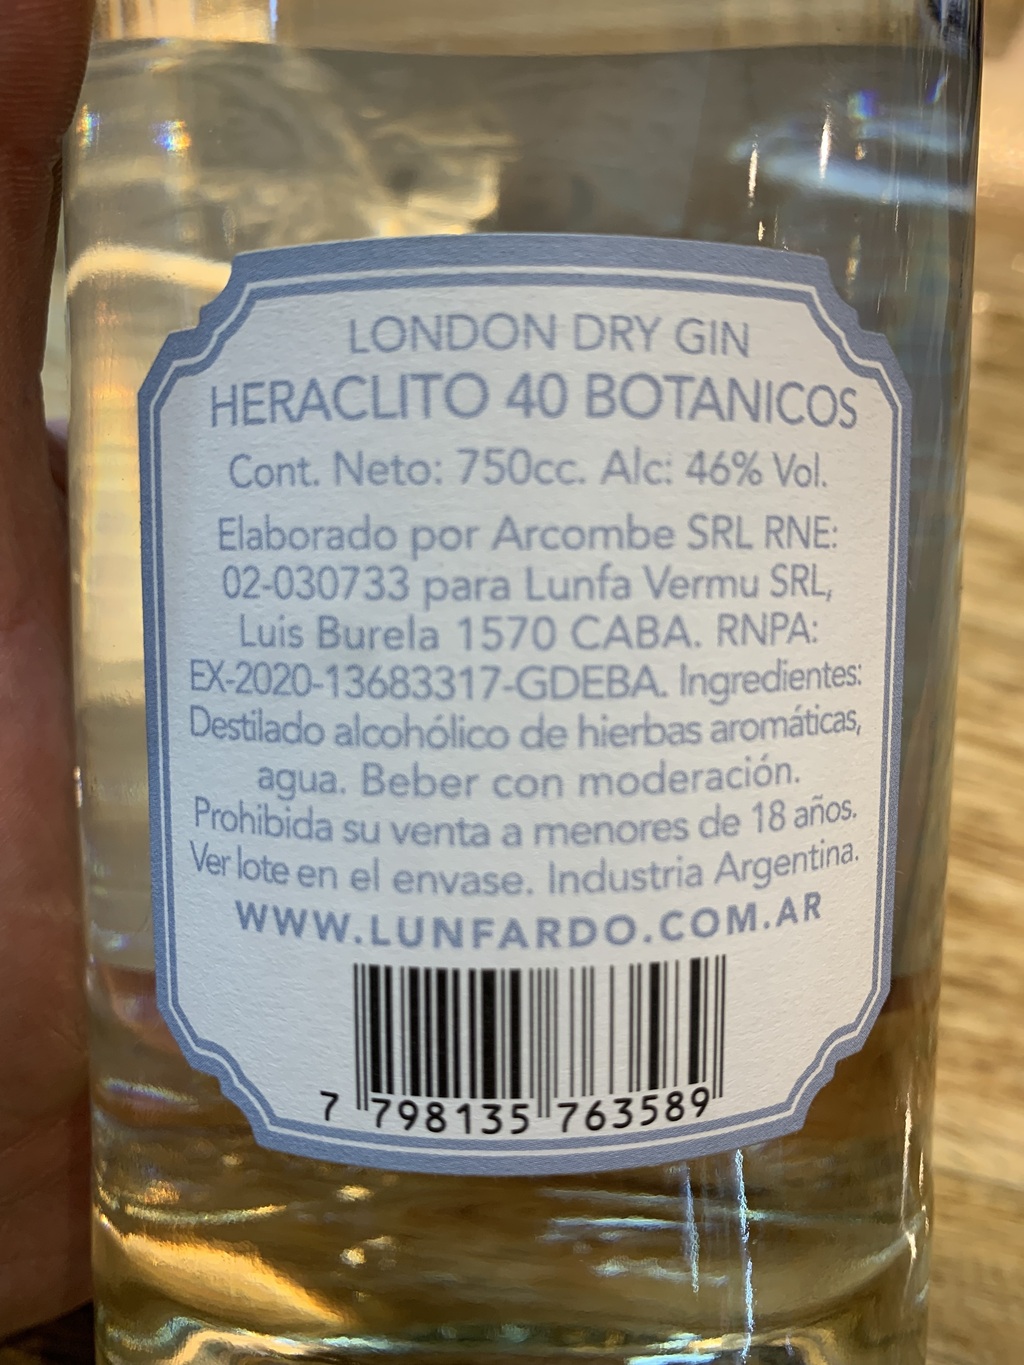 LONDON DRY GIN
HERACLITO 40 BOTANICOS
Cont. Neto: 750cc. Alc: 46% Vol.
Elaborado por Arcombe SRL RNE:
02-030733 para Lunfa Vermu SRL,
Luis Burela 1570 CABA. RNPA:
EX-2020-13683317-GDEBA. Ingredientes:
Destilado alcohólico de hierbas aromáticas,
agua. Beber con moderación.
Prohibida su venta a menores de 18 años.
Ver lote en el envase. Industria Argentina.
WWW.LUNFARDO.COM.AR
7 798135 763589